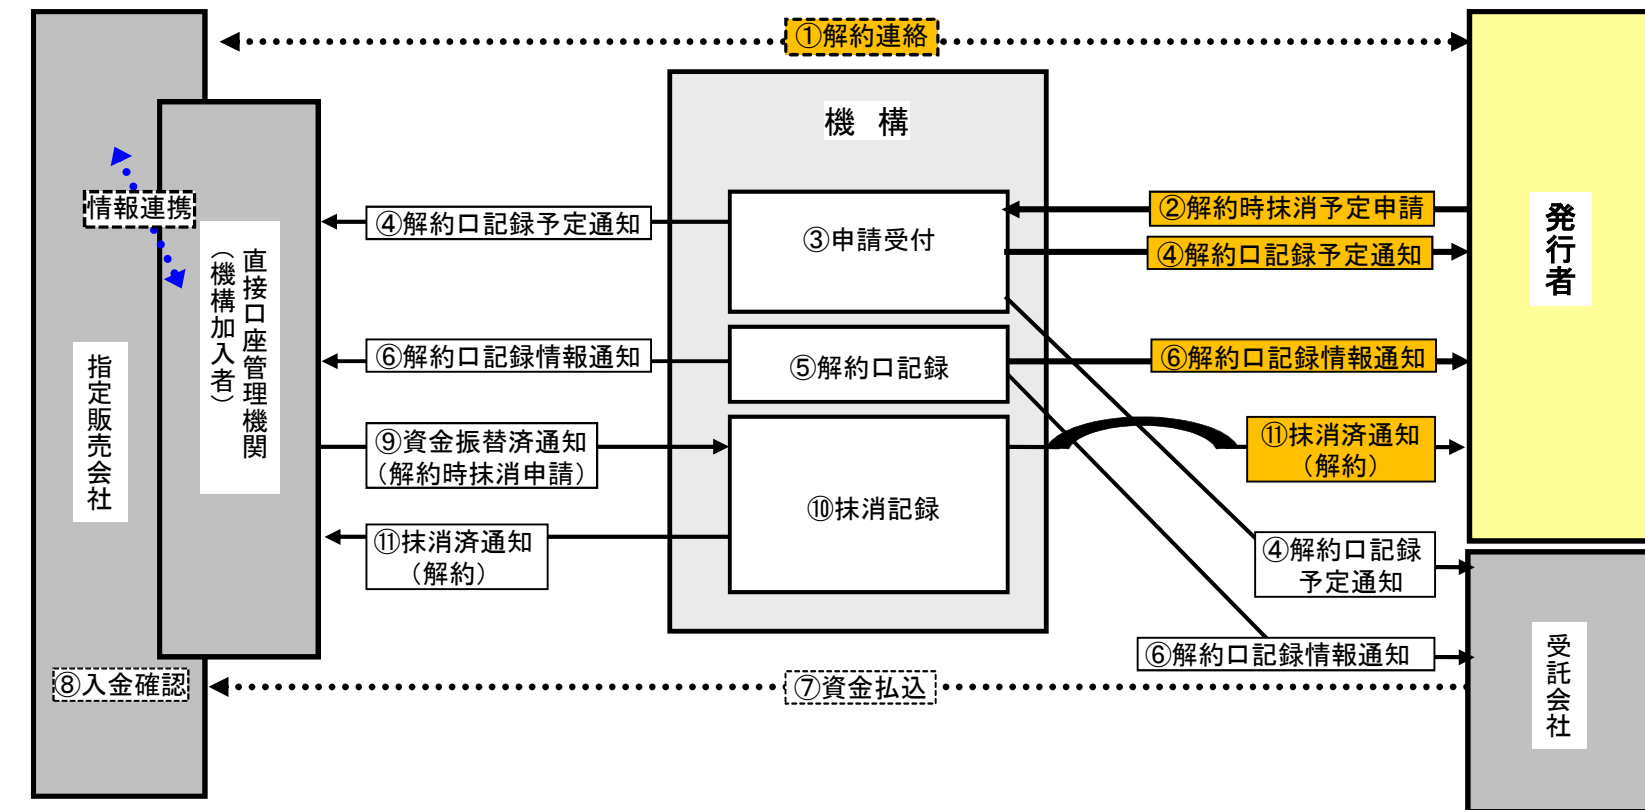 ①解約連絡
機 構
情報連携
②解約時抹消予定申請
④解約口記録予定通知
③申請受付
④解約口記録予定通知
発行者
直接口座管理機関
（機構加入者）
指定販売会社
⑥解約口記録情報通知
⑤解約口記録
⑥解約口記録情報通知
⑨資金振替済通知
（解約時抹消申請）
⑪抹消済通知
（解約）
⑩抹消記録
⑪抹消済通知
（解約）
④解約口記録
予定通知
⑥解約口記録情報通知
受託会社
⑧入金確認
⑦資金払込